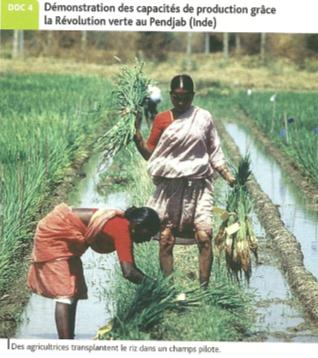 DOC 4
Démonstration des capacités de production grâce
la Révolution verte au Pendjab (Inde)
Des agricultrices transplantent le riz dans un champs pilote.